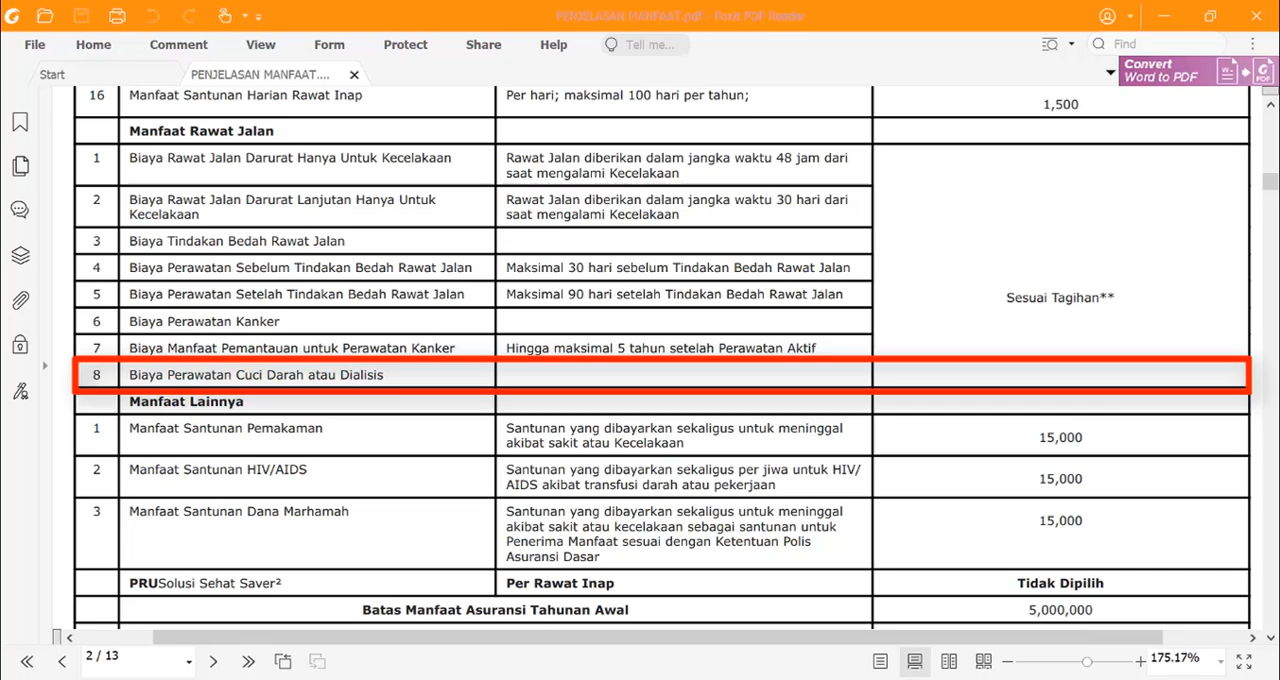 PENJELASAN MANFAAT.pdf - Foxit PDF Reader
File Home Comment View Form Protect Share Help Tell me... Find
Start PENJELASAN MANFAAT.... Convert
Word to PDF
16 Manfaat Santunan Harian Rawat Inap Per hari; maksimal 100 hari per tahun; 1,500
Manfaat Rawat Jalan
1 Biaya Rawat Jalan Darurat Hanya Untuk Kecelakaan Rawat Jalan diberikan dalam jangka waktu 48 jam dari
saat mengalami Kecelakaan
2 Biaya Rawat Jalan Darurat Lanjutan Hanya Untuk Rawat Jalan diberikan dalam jangka waktu 30 hari dari
Kecelakaan saat mengalami Kecelakaan
3 Biaya Tindakan Bedah Rawat Jalan
4 Biaya Perawatan Sebelum Tindakan Bedah Rawat Jalan Maksimal 30 hari sebelum Tindakan Bedah Rawat Jalan
5 Biaya Perawatan Setelah Tindakan Bedah Rawat Jalan Maksimal 90 hari setelah Tindakan Bedah Rawat Jalan Sesuai Tagihan**
6 Biaya Perawatan Kanker
7 Biaya Manfaat Pemantauan untuk Perawatan Kanker Hingga maksimal 5 tahun setelah Perawatan Aktif
8 Biaya Perawatan Cuci Darah atau Dialisis
Manfaat Lainnya
1 Manfaat Santunan Pemakaman Santunan yang dibayarkan sekaligus untuk meninggal
akibat sakit atau Kecelakaan 15,000
2 Manfaat Santunan HIV/AIDS Santunan yang dibayarkan sekaligus per jiwa untuk HIV/
AIDS akibat transfusi darah atau pekerjaan 15,000
3 Manfaat Santunan Dana Marhamah Santunan yang dibayarkan sekaligus untuk meninggal
akibat sakit atau kecelakaan sebagai santunan untuk 15,000
Penerima Manfaat sesuai dengan Ketentuan Polis
Asuransi Dasar
PRUSolusi Sehat Saver² Per Rawat Inap Tidak Dipilih
Batas Manfaat Asuransi Tahunan Awal 5,000,000
2 / 13 175.17%